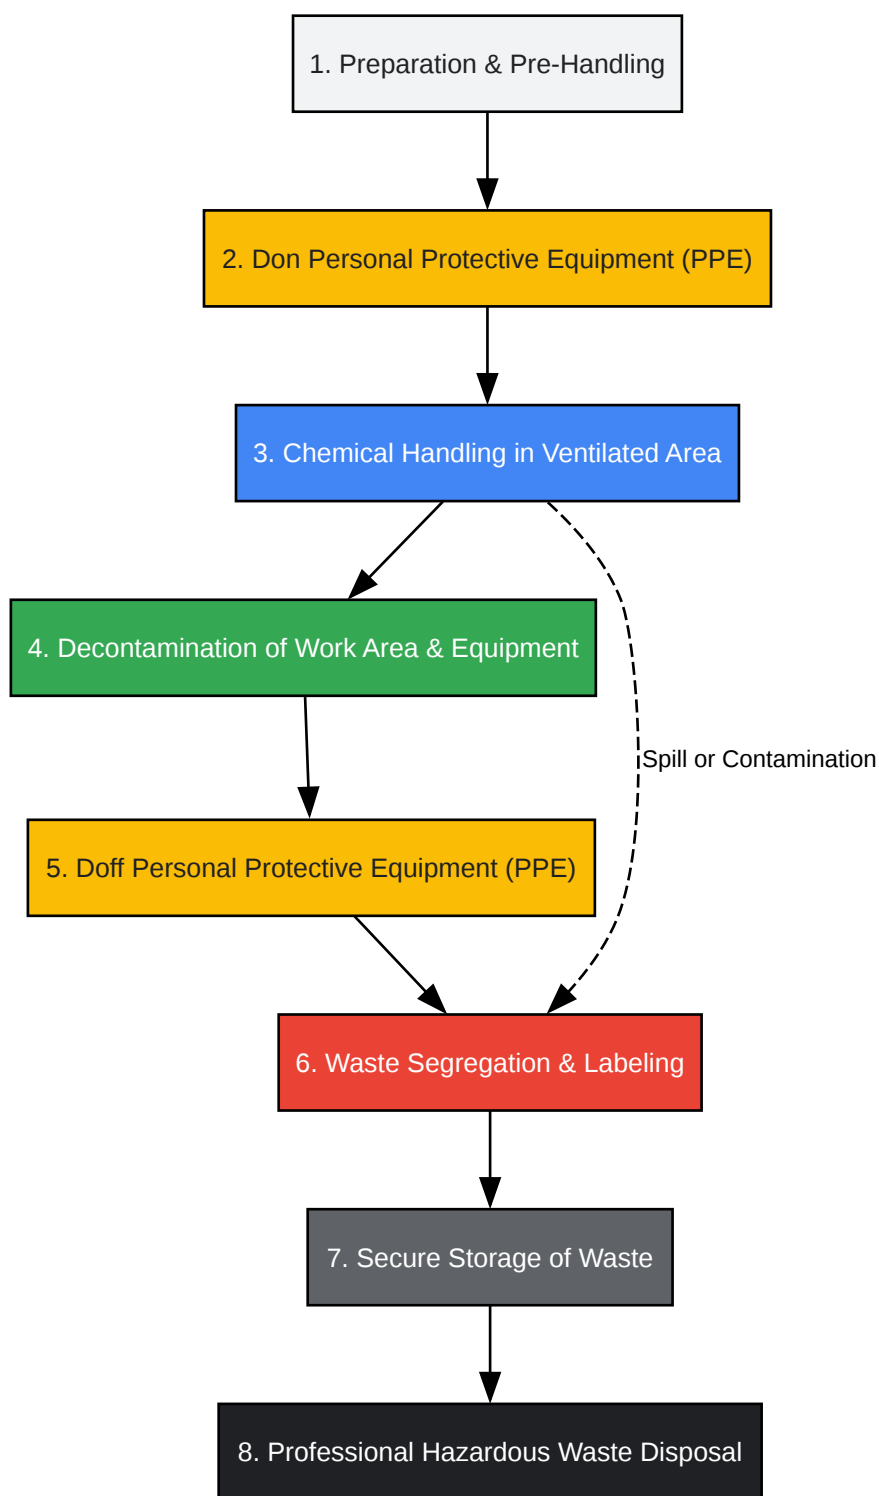 1. Preparation & Pre-Handling
2. Don Personal Protective Equipment (PPE)
3. Chemical Handling in Ventilated Area
4. Decontamination of Work Area & Equipment
Spill or Contamination
5. Doff Personal Protective Equipment (PPE)
6. Waste Segregation & Labeling
7. Secure Storage of Waste
8. Professional Hazardous Waste Disposal